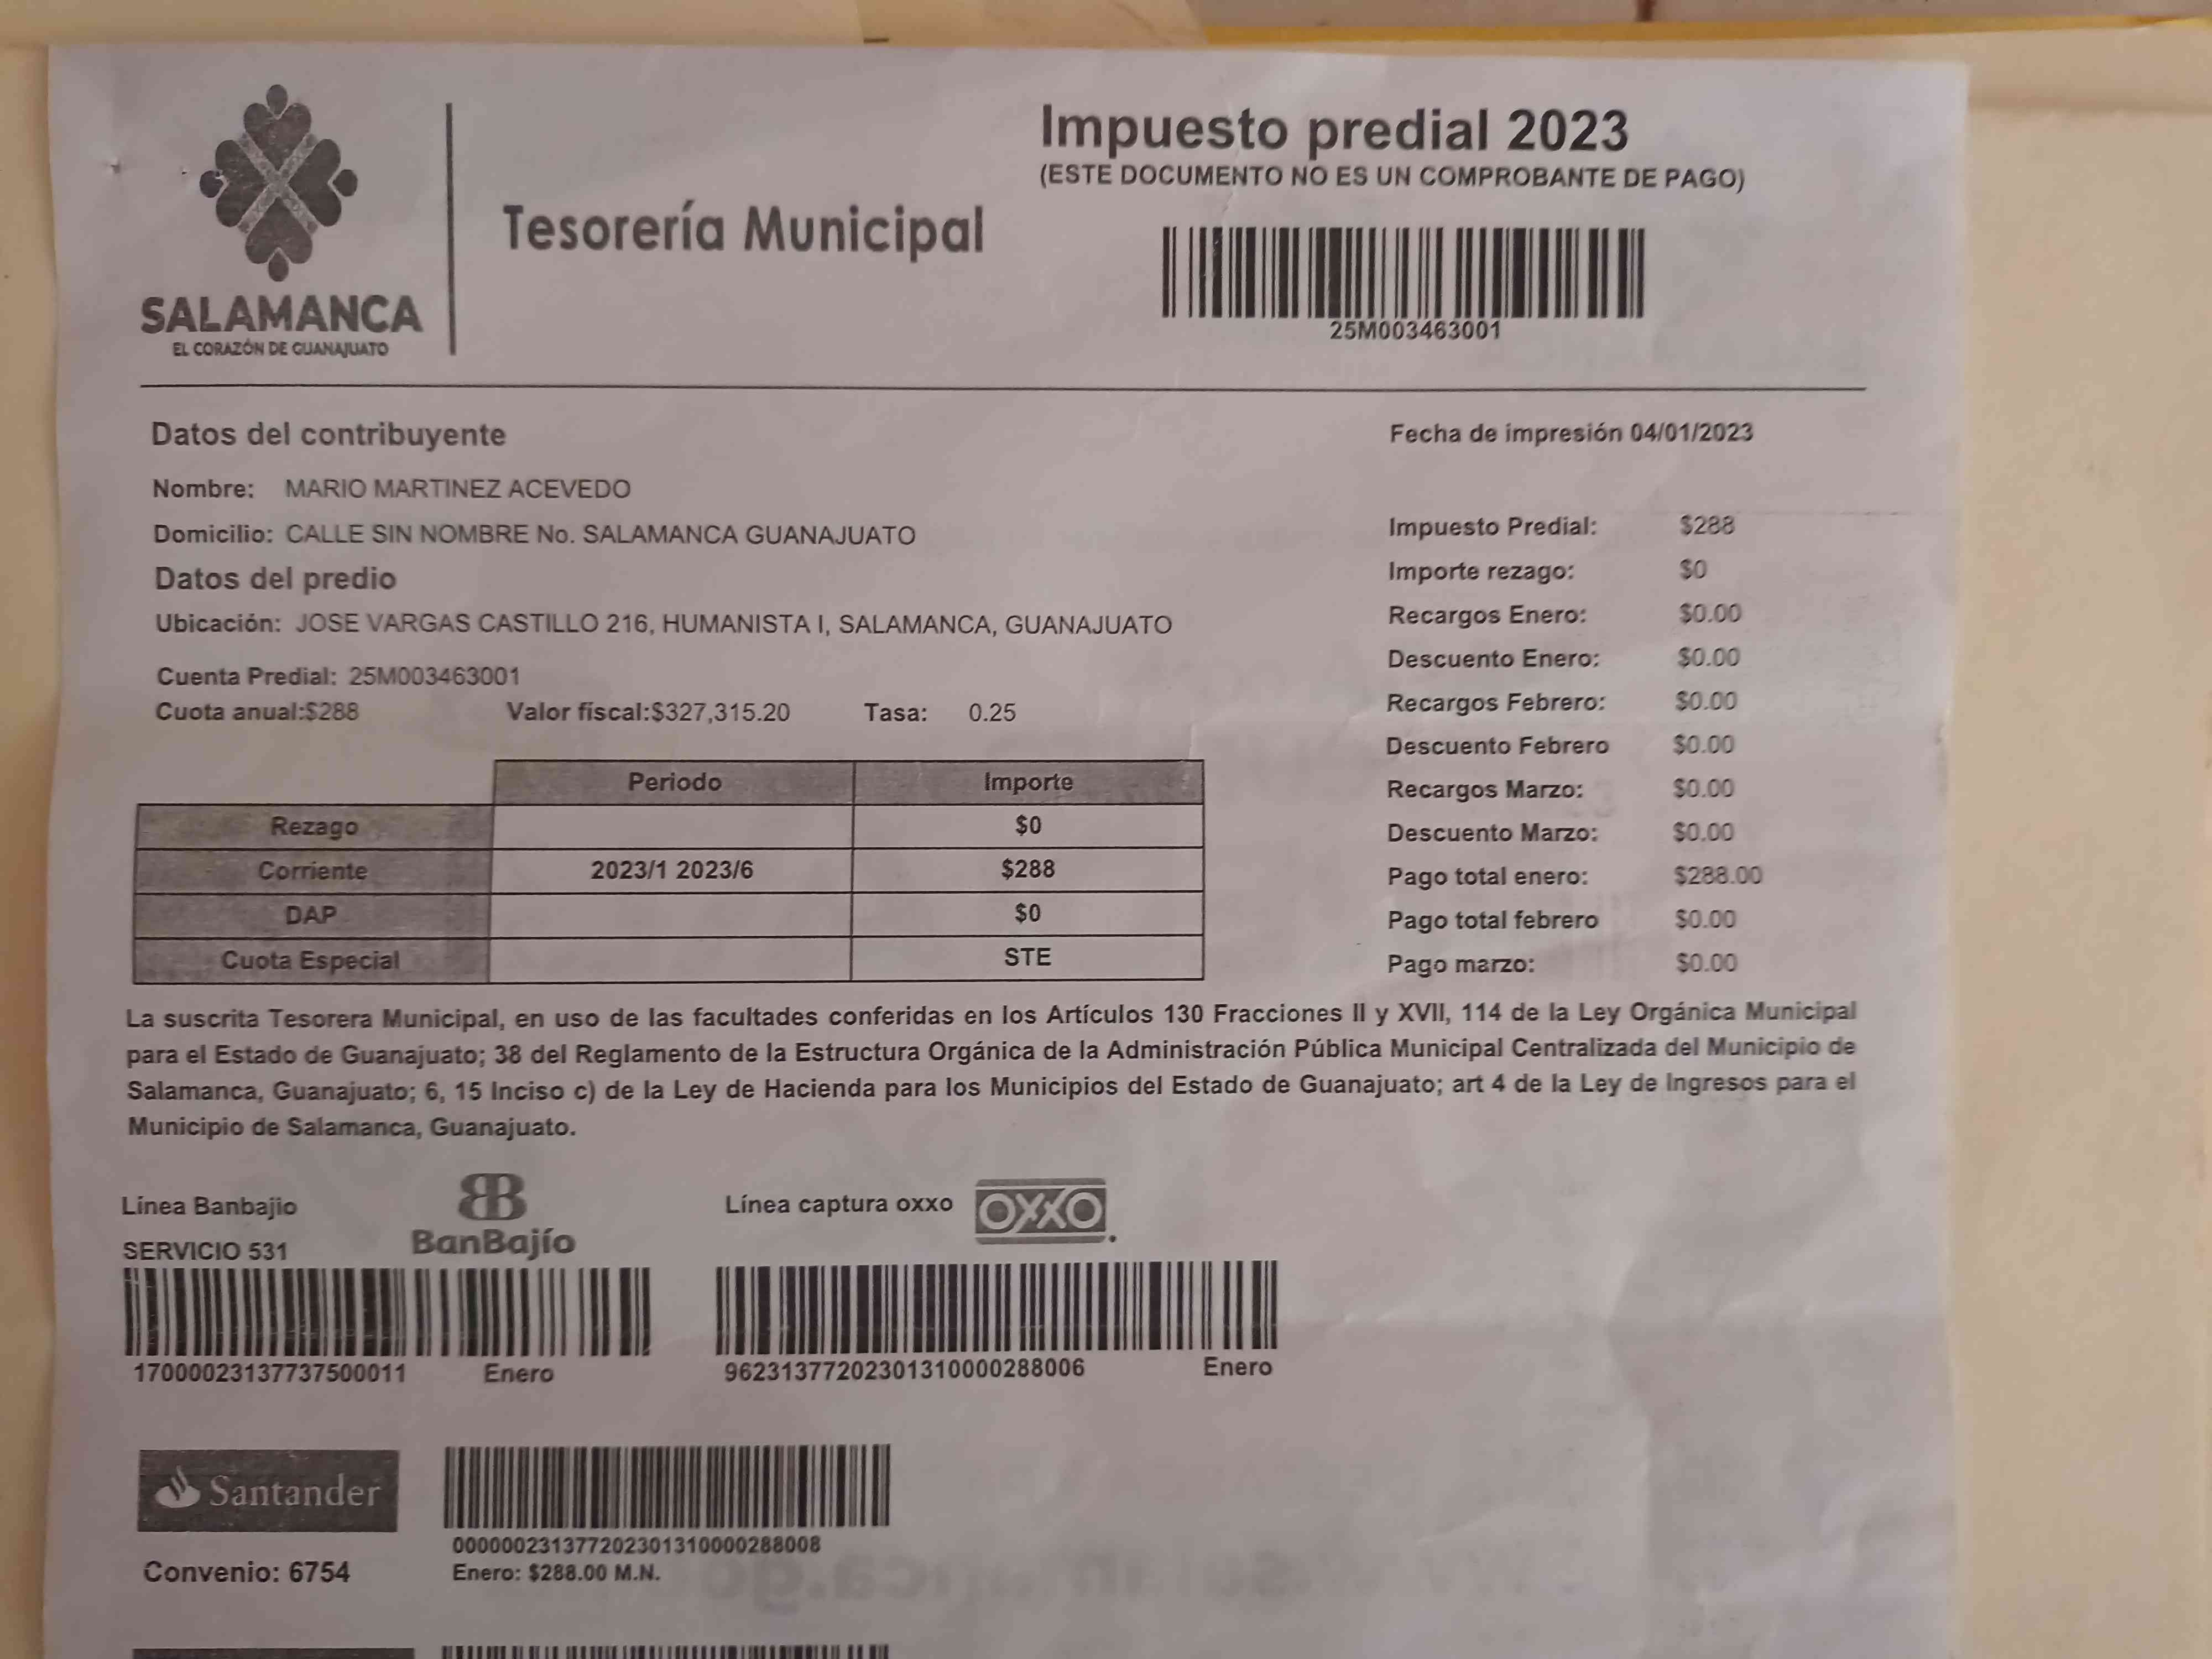 Impuesto predial 2023
(ESTE DOCUMENTO NO ES UN COMPROBANTE DE PAGO)
Tesorería Municipal
25M003463001
SALAMANCA
EL CORAZÓN DE GUANAJUATO
Datos del contribuyente
Fecha de impresión 04/01/2023
Nombre: MARIO MARTINEZ ACEVEDO
Domicilio: CALLE SIN NOMBRE No. SALAMANCA GUANAJUATO
Datos del predio
Ubicación: JOSE VARGAS CASTILLO 216, HUMANISTA I, SALAMANCA, GUANAJUATO
Cuenta Predial: 25M003463001
Cuota anual:$288 Valor fiscal:$327,315.20 Tasa: 0.25
Periodo Importe
Rezago $0
Corriente 2023/1 2023/6 $288
DAP $0
Cuota Especial STE
Impuesto Predial: $288
Importe rezago: $0
Recargos Enero: $0.00
Descuento Enero: $0.00
Recargos Febrero: $0.00
Descuento Febrero $0.00
Recargos Marzo: $0.00
Descuento Marzo: $0.00
Pago total enero: $288.00
Pago total febrero $0.00
Pago marzo: $0.00
La suscrita Tesorera Municipal, en uso de las facultades conferidas en los Artículos 130 Fracciones II y XVII, 114 de la Ley Orgánica Municipal
para el Estado de Guanajuato; 38 del Reglamento de la Estructura Orgánica de la Administración Pública Municipal Centralizada del Municipio de
Salamanca, Guanajuato; 6, 15 Inciso c) de la Ley de Hacienda para los Municipios del Estado de Guanajuato; art 4 de la Ley de Ingresos para el
Municipio de Salamanca, Guanajuato.
Línea Banbajio
SERVICIO 531
BanBajío
17000023137737500011 Enero
Línea captura oxxo OXXO
96231377202301310000288006 Enero
Santander
Convenio: 6754
00000023137720230131000028​8008
Enero: $288.00 M.N.